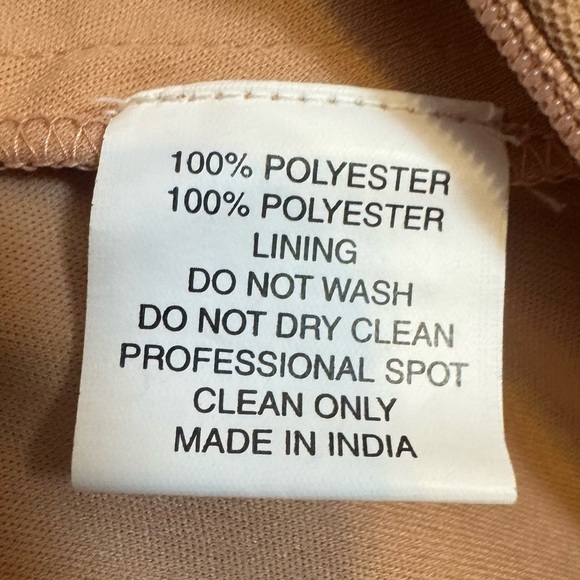 100% POLYESTER
100% POLYESTER
LINING
DO NOT WASH
DO NOT DRY CLEAN
PROFESSIONAL SPOT
CLEAN ONLY
MADE IN INDIA